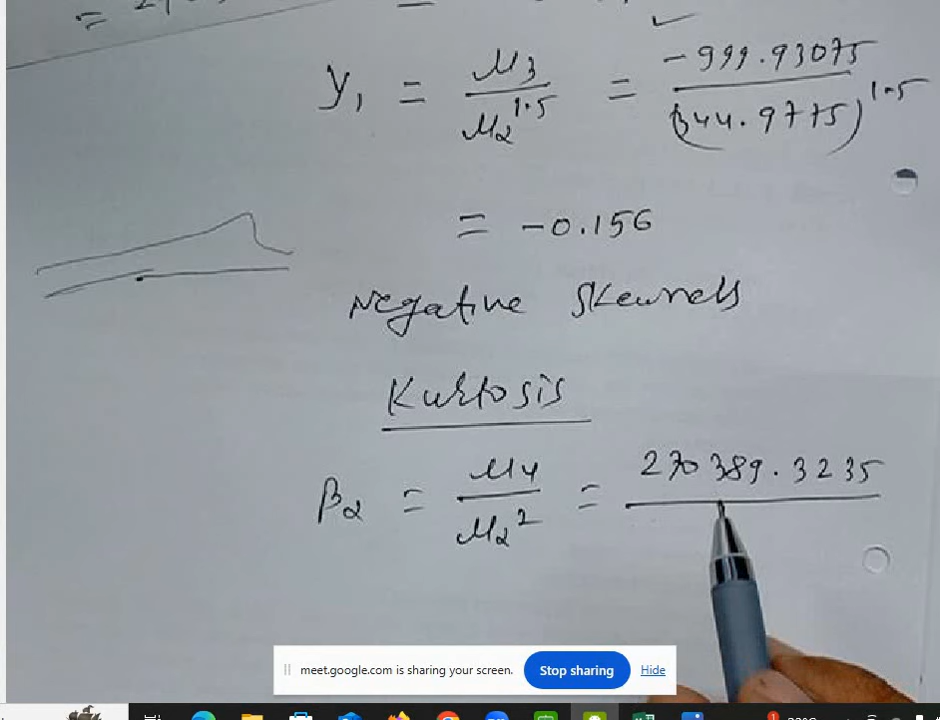 γ₁ = μ₃ / μ₂^1.5 = -999.93075 / (344.9775)^1.5
= -0.156
Negative Skewness
Kurtosis
β₂ = μ₄ / μ₂² = 270389.3235
meet.google.com is sharing your screen. Stop sharing Hide